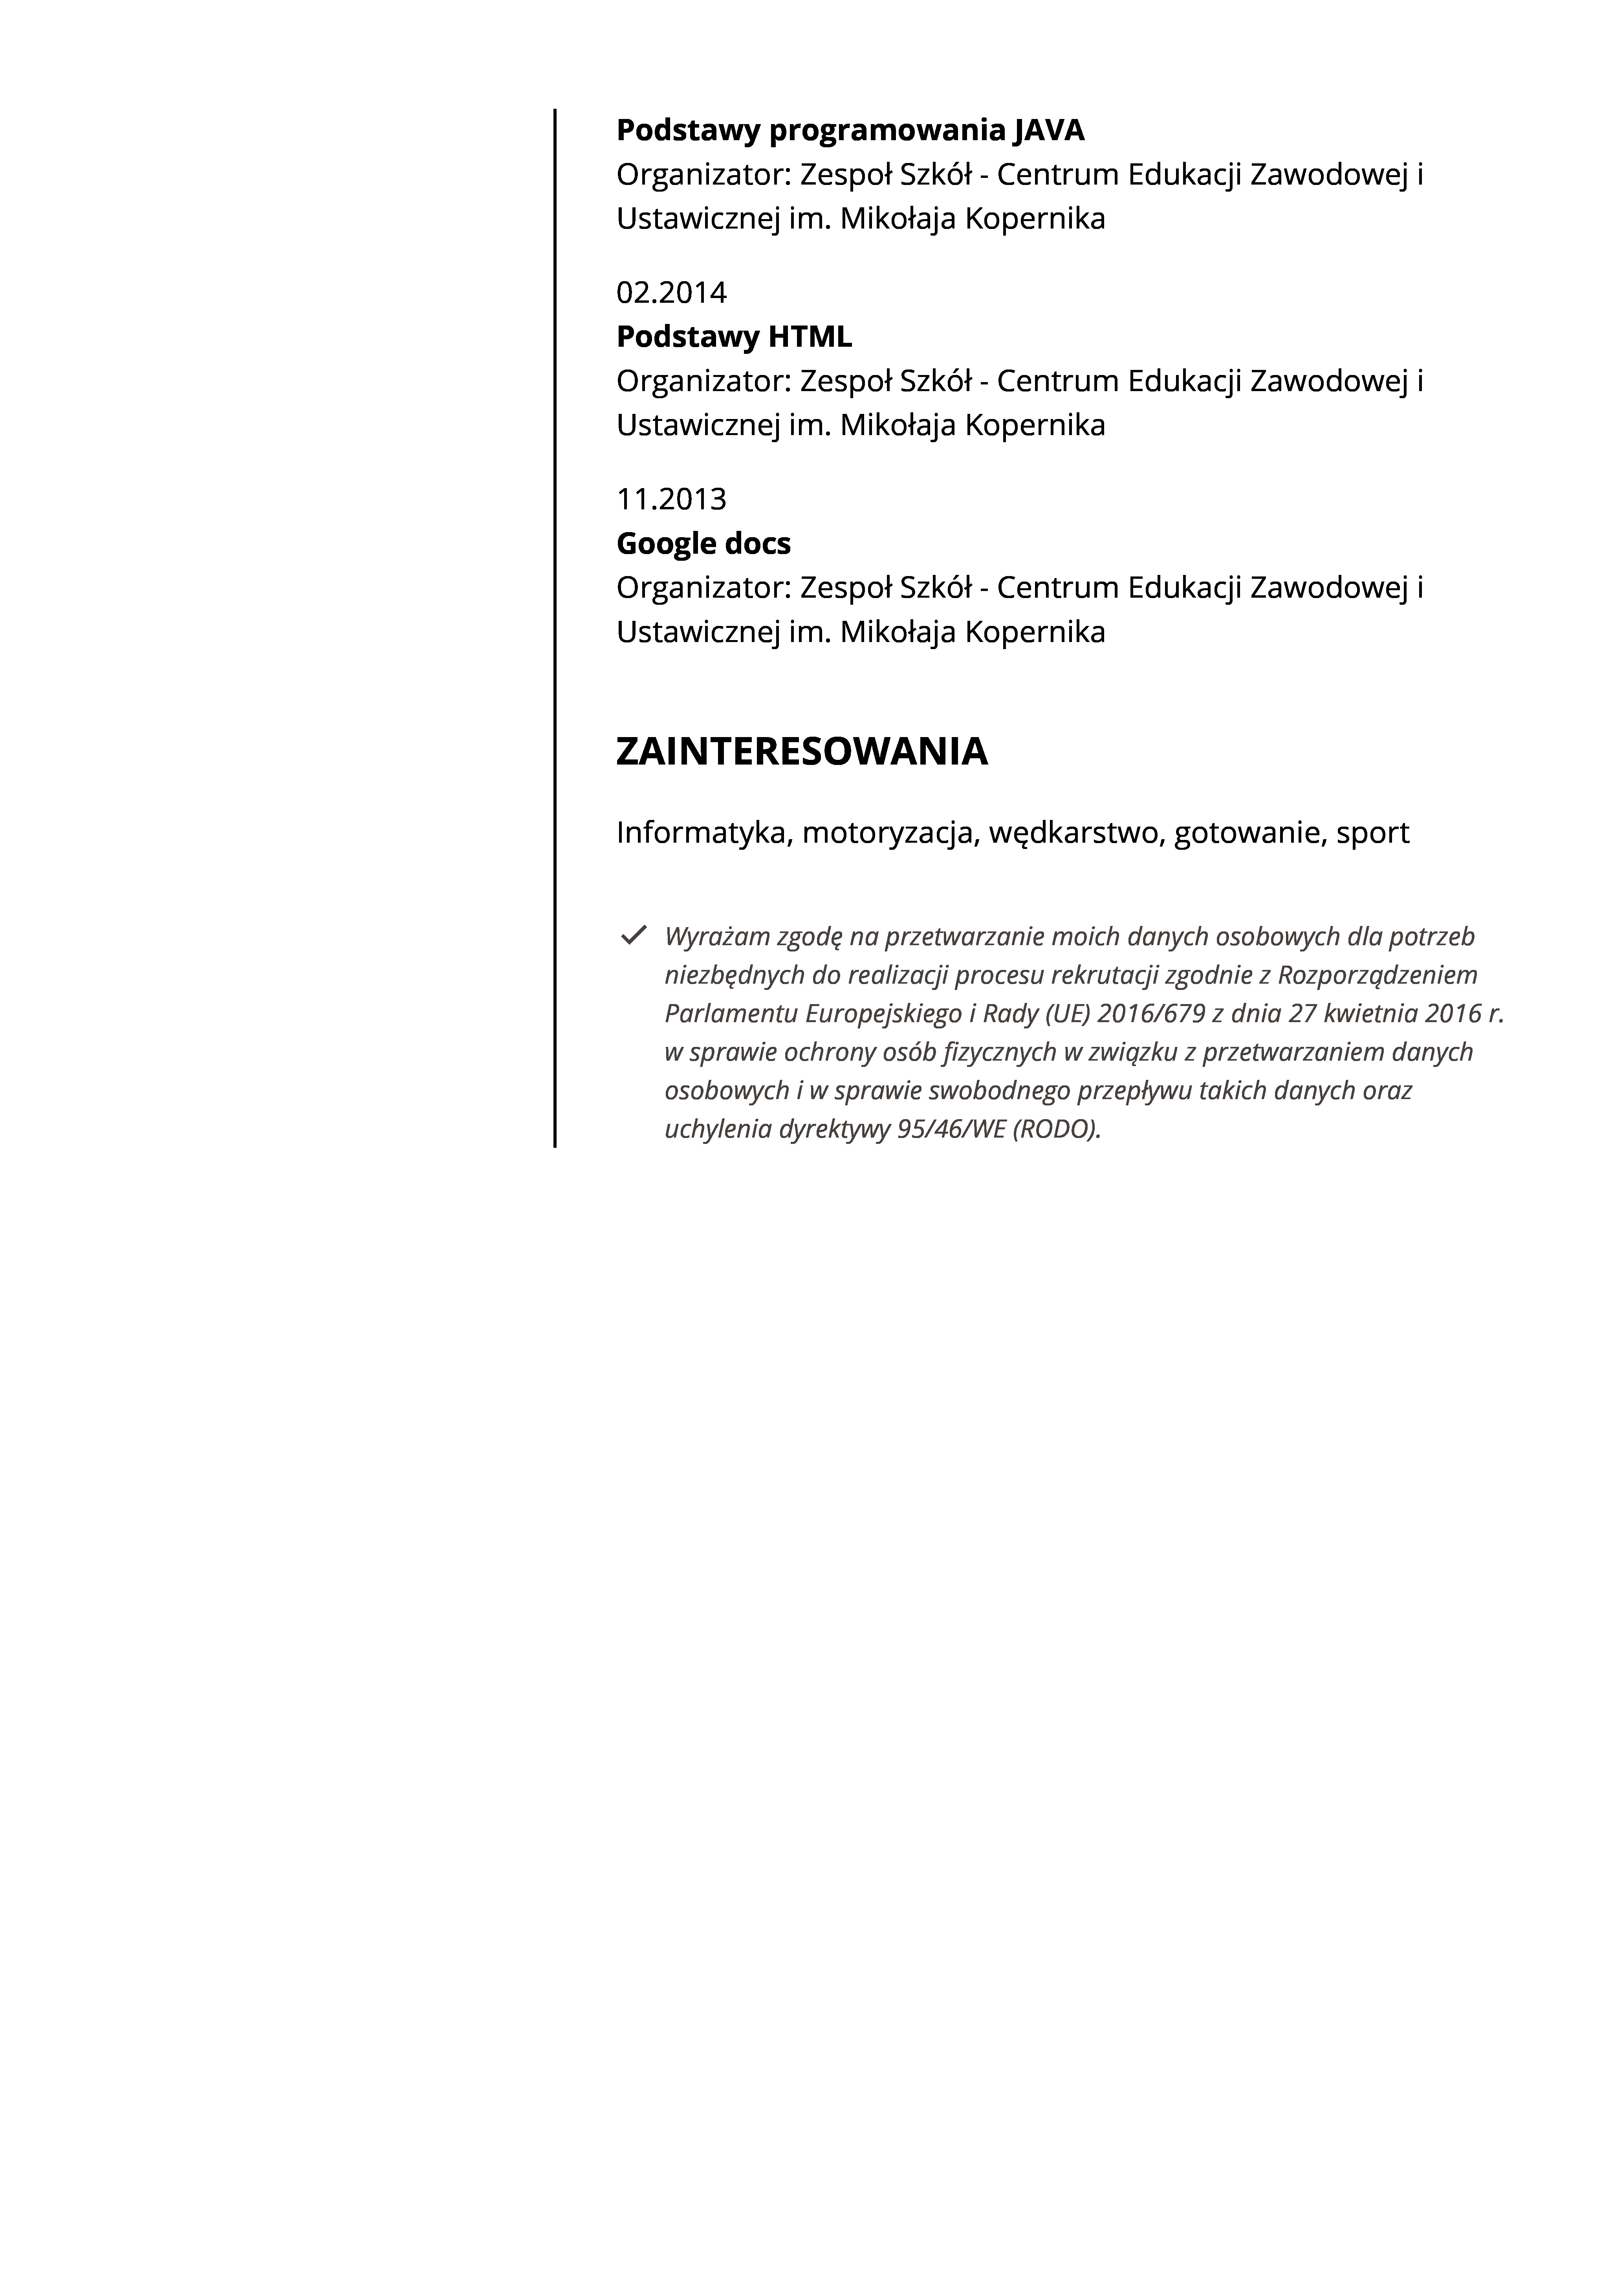 Podstawy programowania JAVA
Organizator: Zespoł Szkół - Centrum Edukacji Zawodowej i
Ustawicznej im. Mikołaja Kopernika
02.2014
Podstawy HTML
Organizator: Zespoł Szkół - Centrum Edukacji Zawodowej i
Ustawicznej im. Mikołaja Kopernika
11.2013
Google docs
Organizator: Zespoł Szkół - Centrum Edukacji Zawodowej i
Ustawicznej im. Mikołaja Kopernika
ZAINTERESOWANIA
Informatyka, motoryzacja, wędkarstwo, gotowanie, sport
Wyrażam zgodę na przetwarzanie moich danych osobowych dla potrzeb
niezbędnych do realizacji procesu rekrutacji zgodnie z Rozporządzeniem
Parlamentu Europejskiego i Rady (UE) 2016/679 z dnia 27 kwietnia 2016 r.
w sprawie ochrony osób fizycznych w związku z przetwarzaniem danych
osobowych i w sprawie swobodnego przepływu takich danych oraz
uchylenia dyrektywy 95/46/WE (RODO).